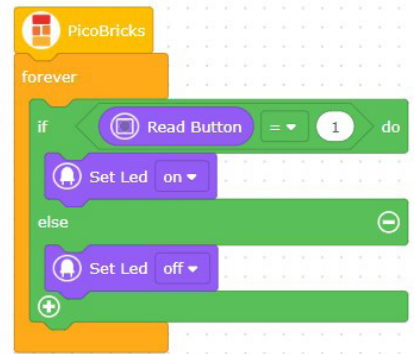 PicoBricks
forever
if Read Button = 1 do
Set Led on
else
Set Led off